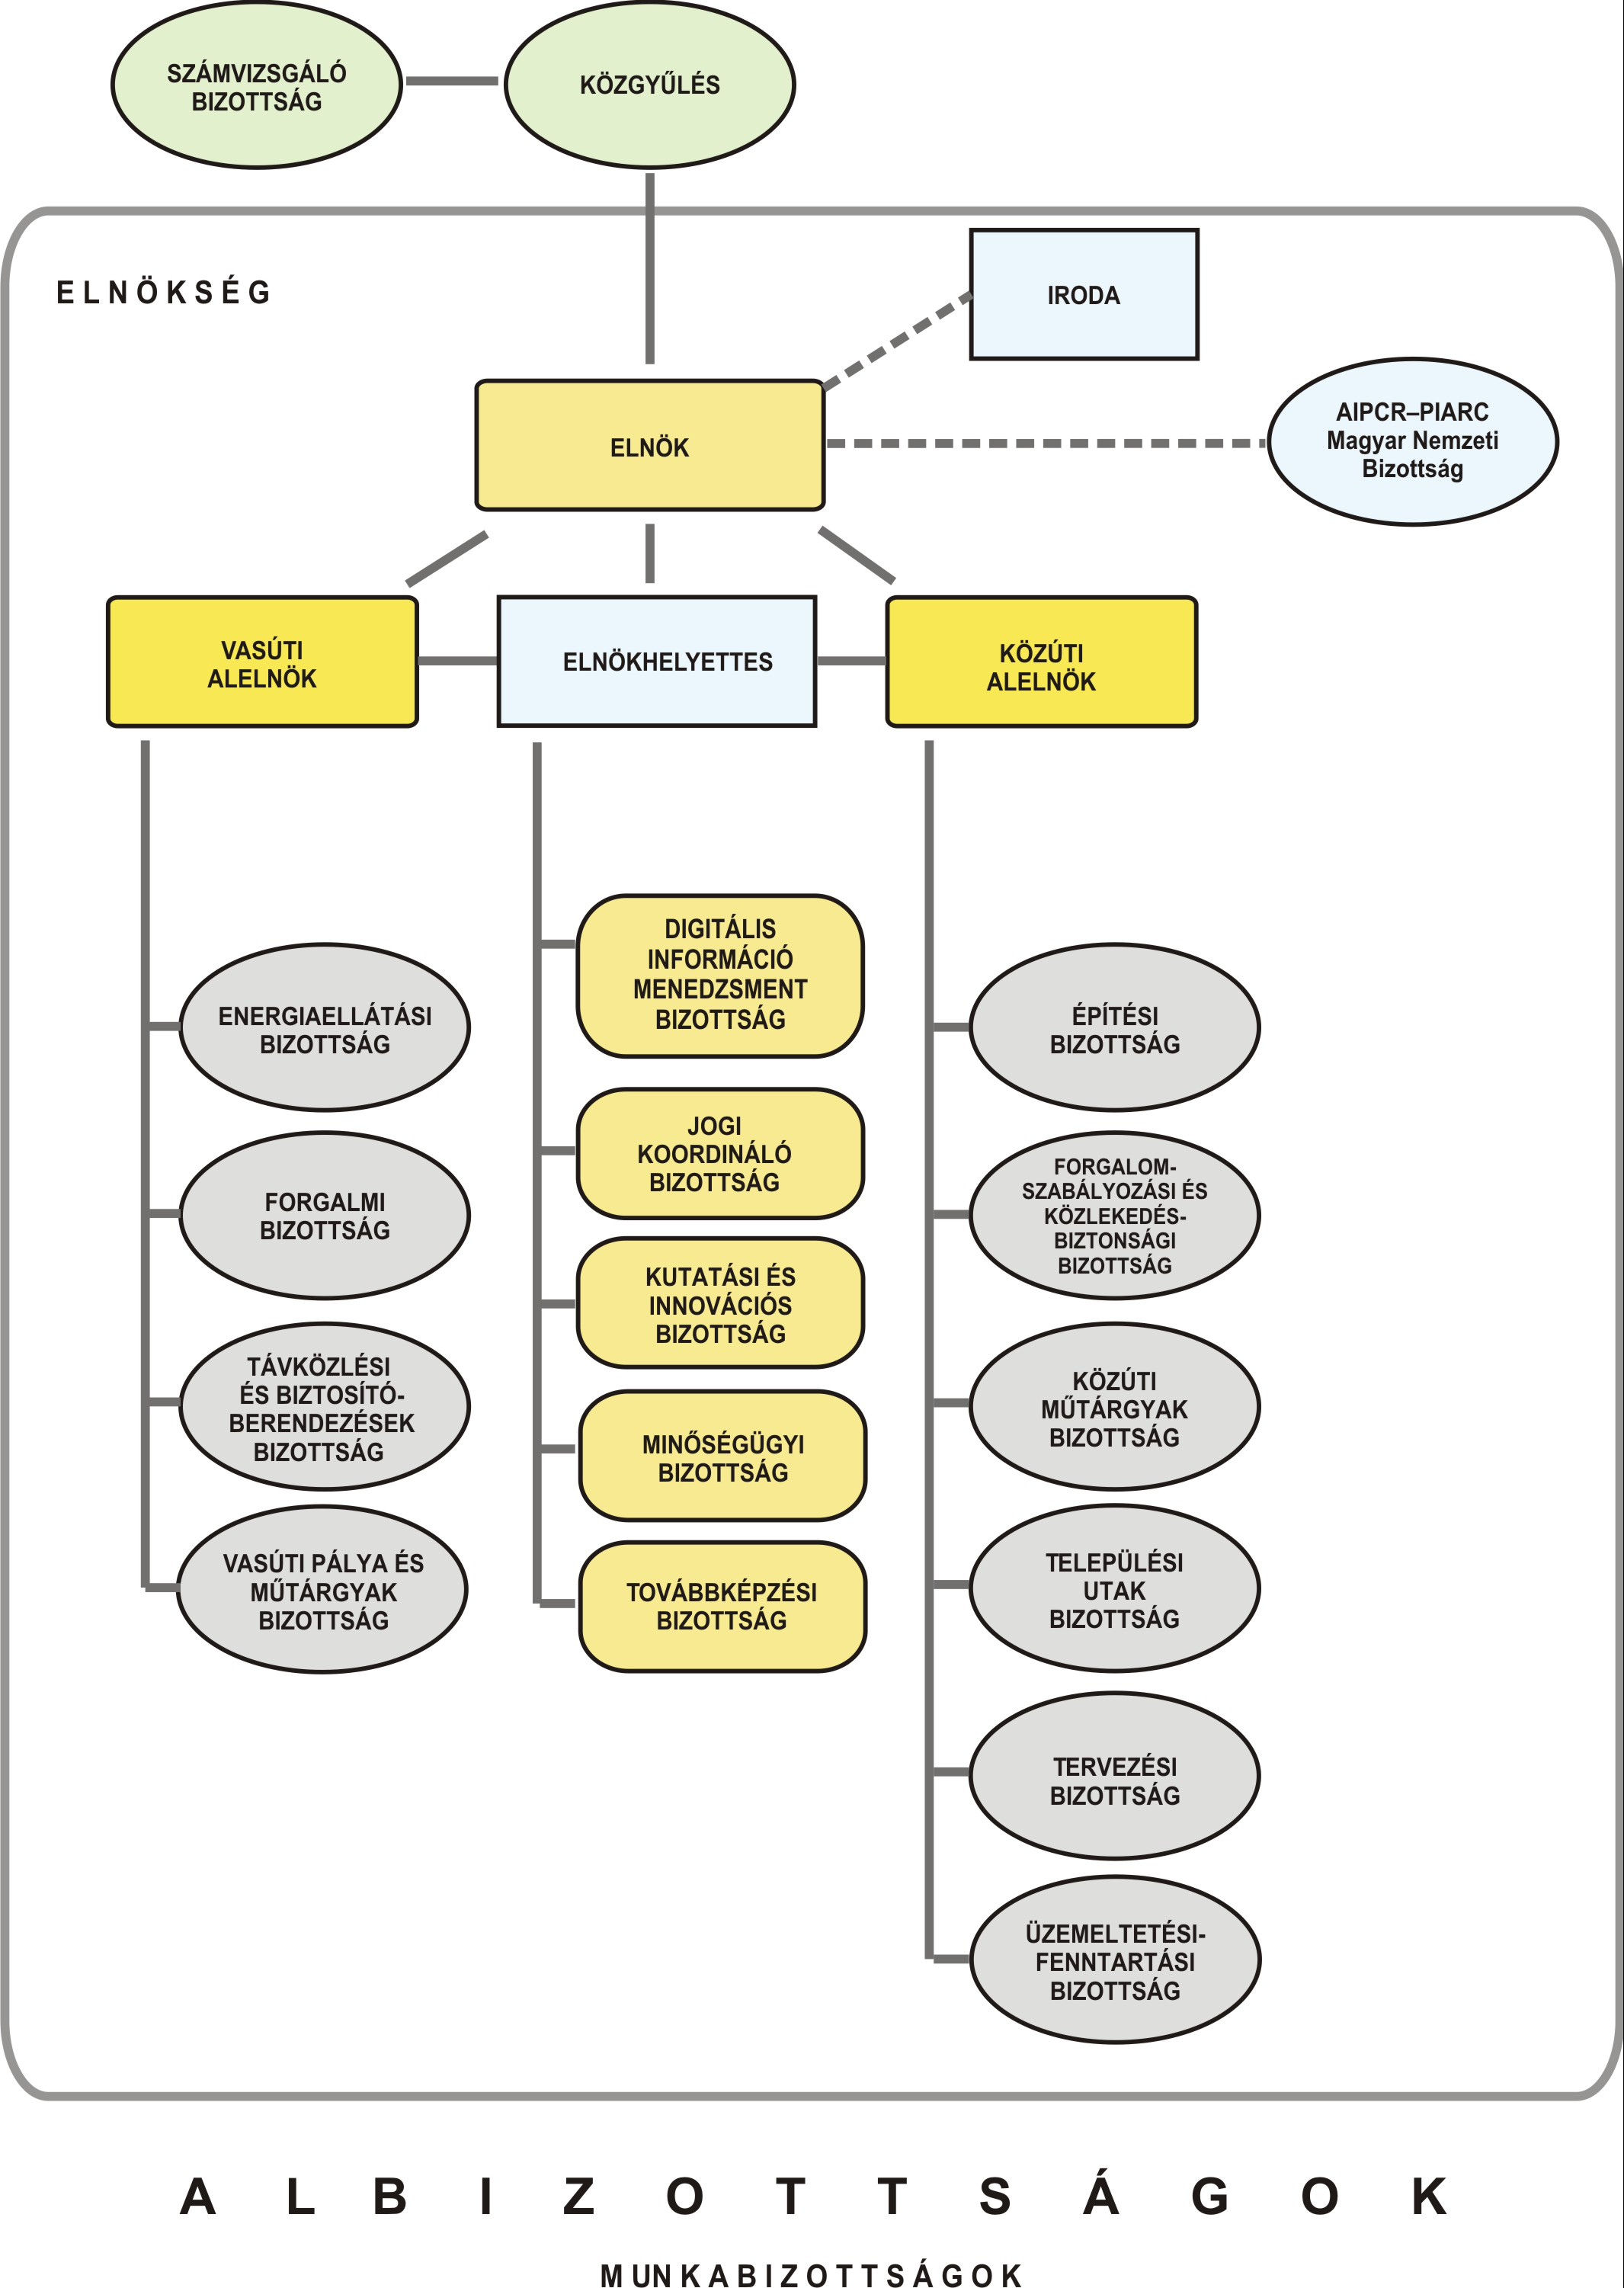 SZÁMVIZSGÁLÓ
BIZOTTSÁG
KÖZGYŰLÉS
ELNÖKSÉG
IRODA
ELNÖK
AIPCR–PIARC
Magyar Nemzeti
Bizottság
VASÚTI
ALELNÖK
ELNÖKHELYETTES
KÖZÚTI
ALELNÖK
ENERGIAELLÁTÁSI
BIZOTTSÁG
FORGALMI
BIZOTTSÁG
TÁVKÖZLÉSI
ÉS BIZTOSÍTÓ-
BERENDEZÉSEK
BIZOTTSÁG
VASÚTI PÁLYA ÉS
MŰTÁRGYAK
BIZOTTSÁG
DIGITÁLIS
INFORMÁCIÓ
MENEDZSMENT
BIZOTTSÁG
JOGI
KOORDINÁLÓ
BIZOTTSÁG
KUTATÁSI ÉS
INNOVÁCIÓS
BIZOTTSÁG
MINŐSÉGÜGYI
BIZOTTSÁG
TOVÁBBKÉPZÉSI
BIZOTTSÁG
ÉPÍTÉSI
BIZOTTSÁG
FORGALOM-
SZABÁLYOZÁSI ÉS
KÖZLEKEDÉS-
BIZTONSÁGI
BIZOTTSÁG
KÖZÚTI
MŰTÁRGYAK
BIZOTTSÁG
TELEPÜLÉSI
UTAK
BIZOTTSÁG
TERVEZÉSI
BIZOTTSÁG
ÜZEMELTETÉSI-
FENNTARTÁSI
BIZOTTSÁG
ALBIZOTTSÁGOK
MUNKABIZOTTSÁGOK